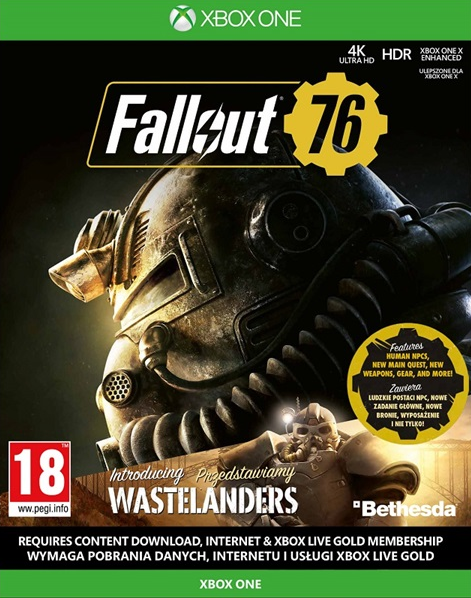 XBOX ONE
4K
ULTRA HD
HDR
XBOX ONE X
ENHANCED
ULEPSZONE DLA
XBOX ONE X
Fallout 76
Features
HUMAN NPCS,
NEW MAIN QUEST, NEW
WEAPONS, GEAR, AND MORE!
Zawiera
LUDZKIE POSTACI NPC, NOWE
ZADANIE GŁÓWNE, NOWE
BRONIE, WYPOSAŻENIE
I NIE TYLKO!
18
www.pegi.info
Introducing Przedstawiamy
WASTELANDERS
Bethesda
REQUIRES CONTENT DOWNLOAD, INTERNET & XBOX LIVE GOLD MEMBERSHIP
WYMAGA POBRANIA DANYCH, INTERNETU I USŁUGI XBOX LIVE GOLD
XBOX ONE